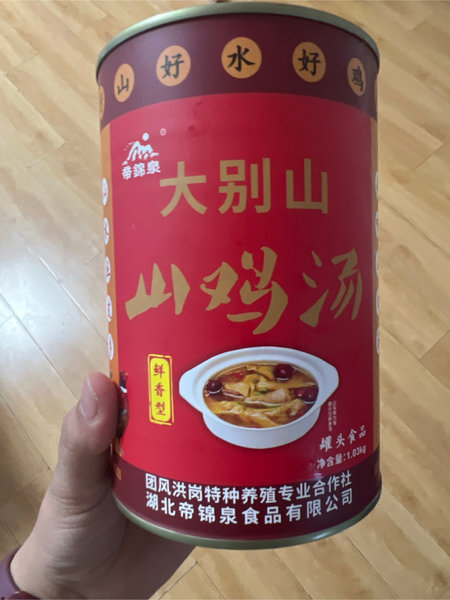 山好水好鸡
帝锦泉
®
大别山
山鸡汤
鲜香型
罐头食品
净含量:1.03kg
团风洪岗特种养殖专业合作社
湖北帝锦泉食品有限公司